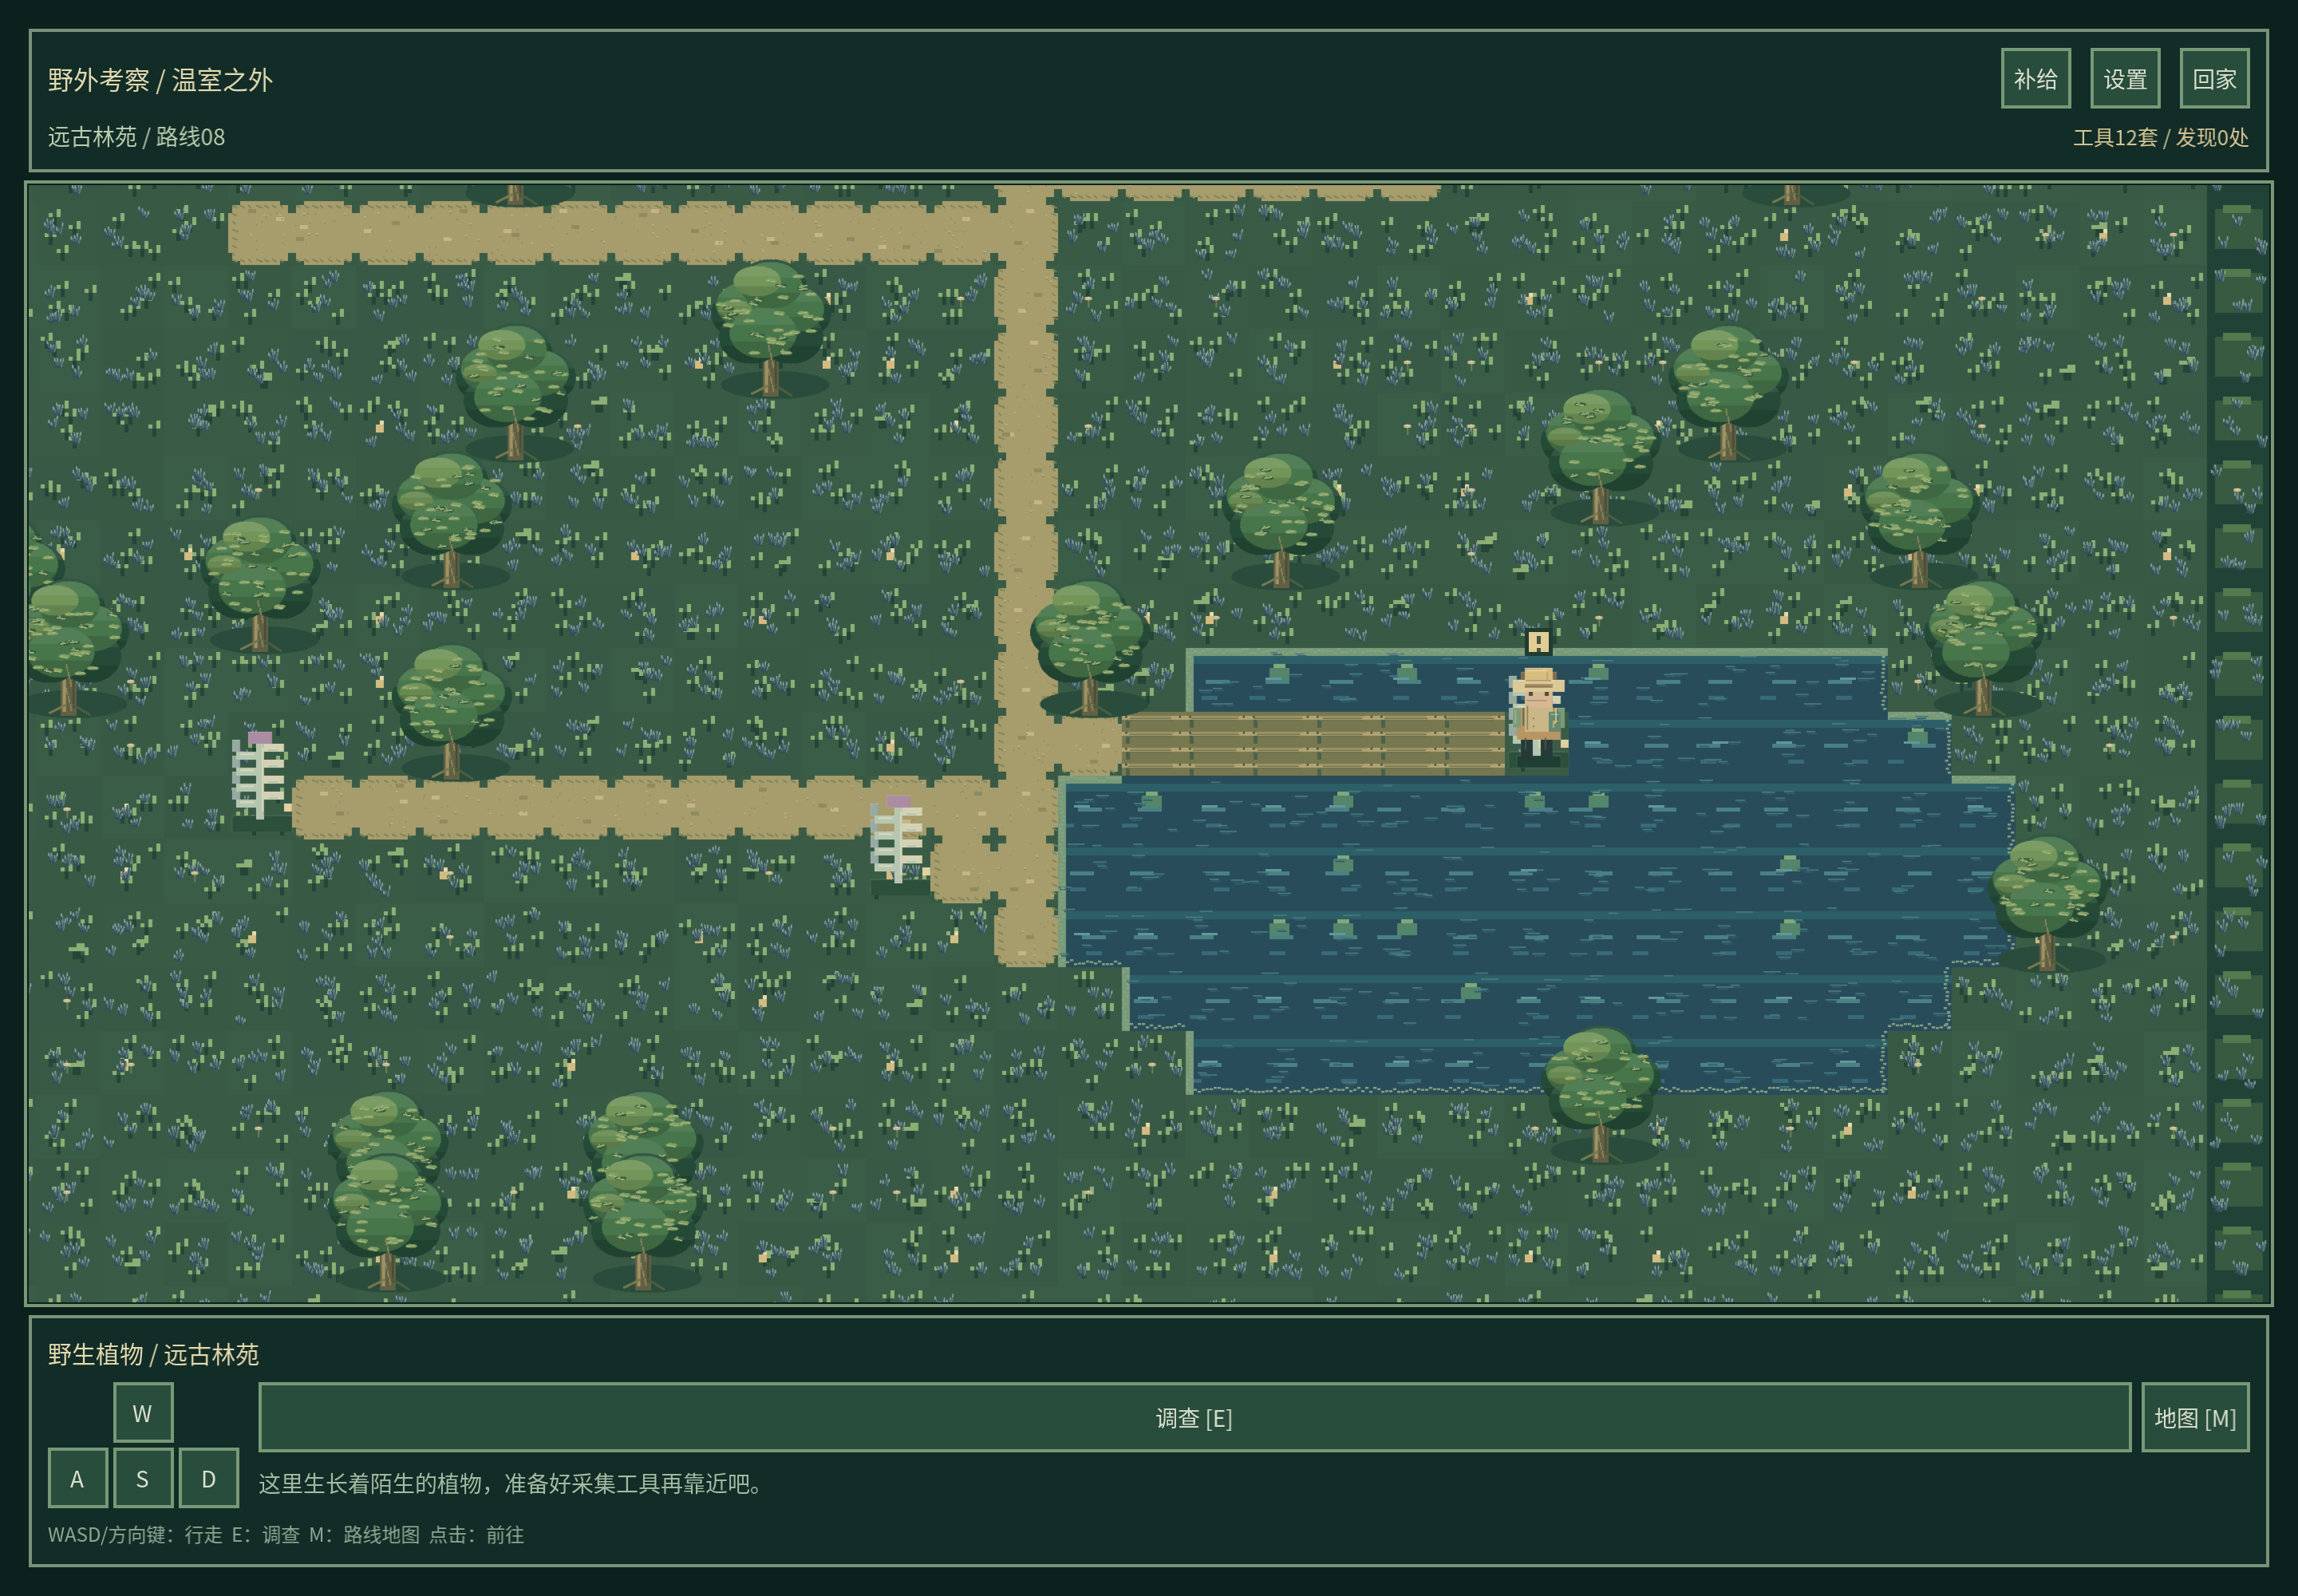 野外考察 / 温室之外
补给
设置
回家
远古林苑 / 路线08
工具12套 / 发现0处
野生植物 / 远古林苑
W
调查 [E]
地图 [M]
A
S
D
这里生长着陌生的植物，准备好采集工具再靠近吧。
WASD/方向键：行走 E：调查 M：路线地图 点击：前往